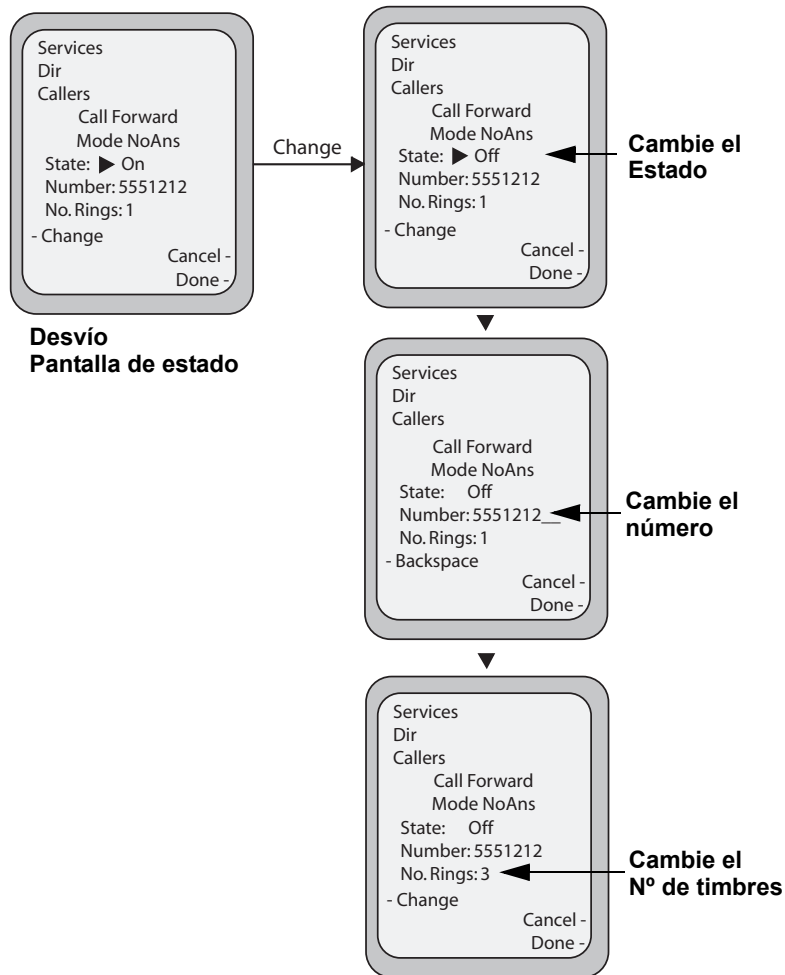 Services
Dir
Callers
Call Forward
Mode NoAns
State: ▶ On
Number: 5551212
No. Rings: 1
- Change
Cancel -
Done -
Desvío
Pantalla de estado
Change
Services
Dir
Callers
Call Forward
Mode NoAns
State: ▶ Off
Number: 5551212
No. Rings: 1
- Change
Cancel -
Done -
Cambie el
Estado
Services
Dir
Callers
Call Forward
Mode NoAns
State: Off
Number: 5551212__
No. Rings: 1
- Backspace
Cancel -
Done -
Cambie el
número
Services
Dir
Callers
Call Forward
Mode NoAns
State: Off
Number: 5551212
No. Rings: 3
- Change
Cancel -
Done -
Cambie el
Nº de timbres